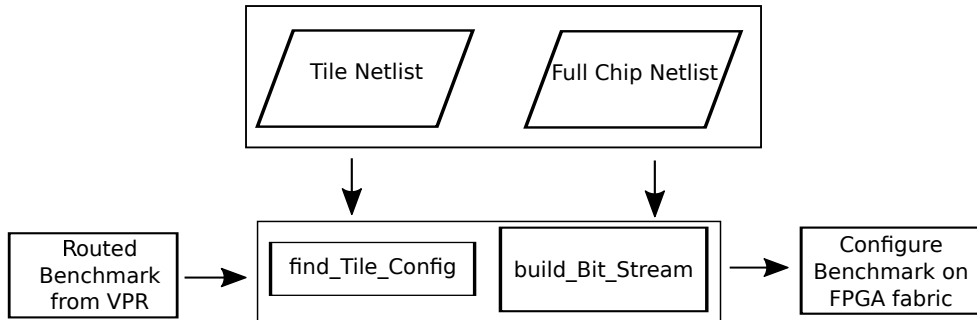 Tile Netlist
Full Chip Netlist
Routed
Benchmark
from VPR
find_Tile_Config
build_Bit_Stream
Configure
Benchmark on
FPGA fabric